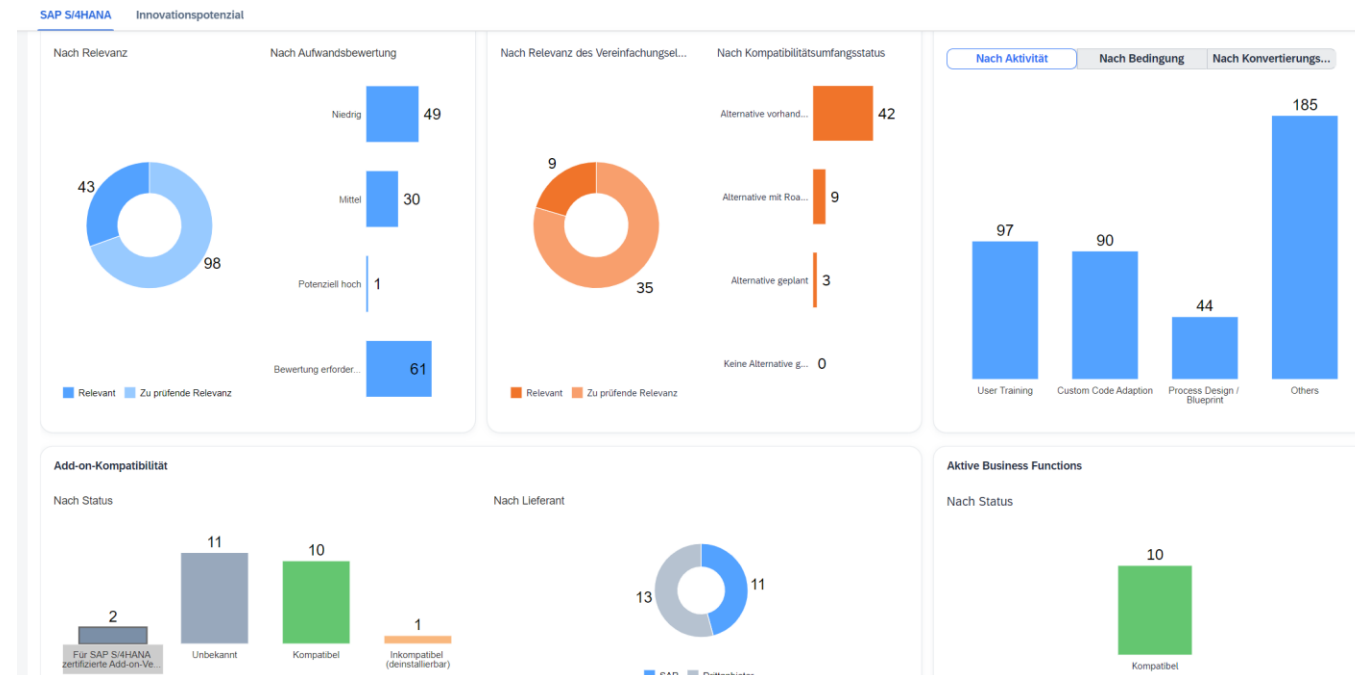 SAP S/4HANA
Innovationspotenzial
Nach Relevanz
43
98
Relevant
Zu prüfende Relevanz
Nach Aufwandsbewertung
Niedrig
49
Mittel
30
Potenziell hoch
1
Bewertung erforder...
61
Nach Relevanz des Vereinfachungsel...
9
35
Relevant
Zu prüfende Relevanz
Nach Kompatibilitätsumfangsstatus
Alternative vorhand...
42
Alternative mit Roa...
9
Alternative geplant
3
Keine Alternative g...
0
Nach Aktivität
Nach Bedingung
Nach Konvertierungs...
97
90
44
185
User Training
Custom Code Adaption
Process Design /
Blueprint
Others
Add-on-Kompatibilität
Nach Status
2
11
10
1
Für SAP S/4HANA
zertifizierte Add-on-Ve...
Unbekannt
Kompatibel
Inkompatibel
(deinstallierbar)
Nach Lieferant
13
11
SAP
Drittanbieter
Aktive Business Functions
Nach Status
10
Kompatibel